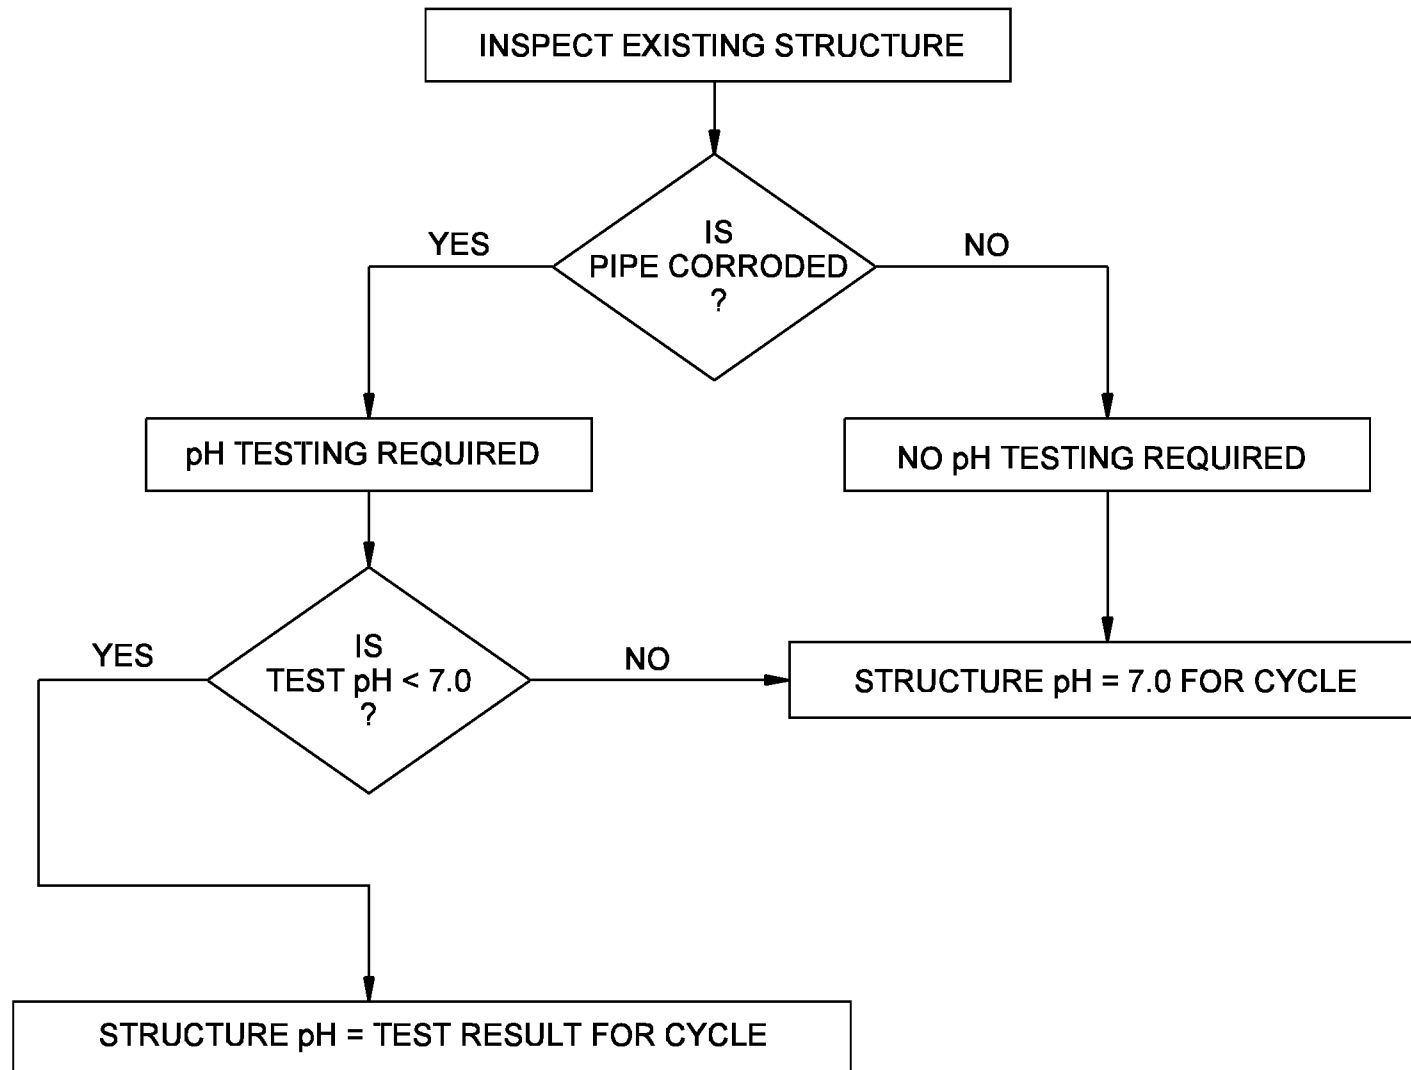 INSPECT EXISTING STRUCTURE
IS
PIPE CORRODED
?
YES
NO
pH TESTING REQUIRED
NO pH TESTING REQUIRED
IS
TEST pH < 7.0
?
YES
NO
STRUCTURE pH = 7.0 FOR CYCLE
STRUCTURE pH = TEST RESULT FOR CYCLE